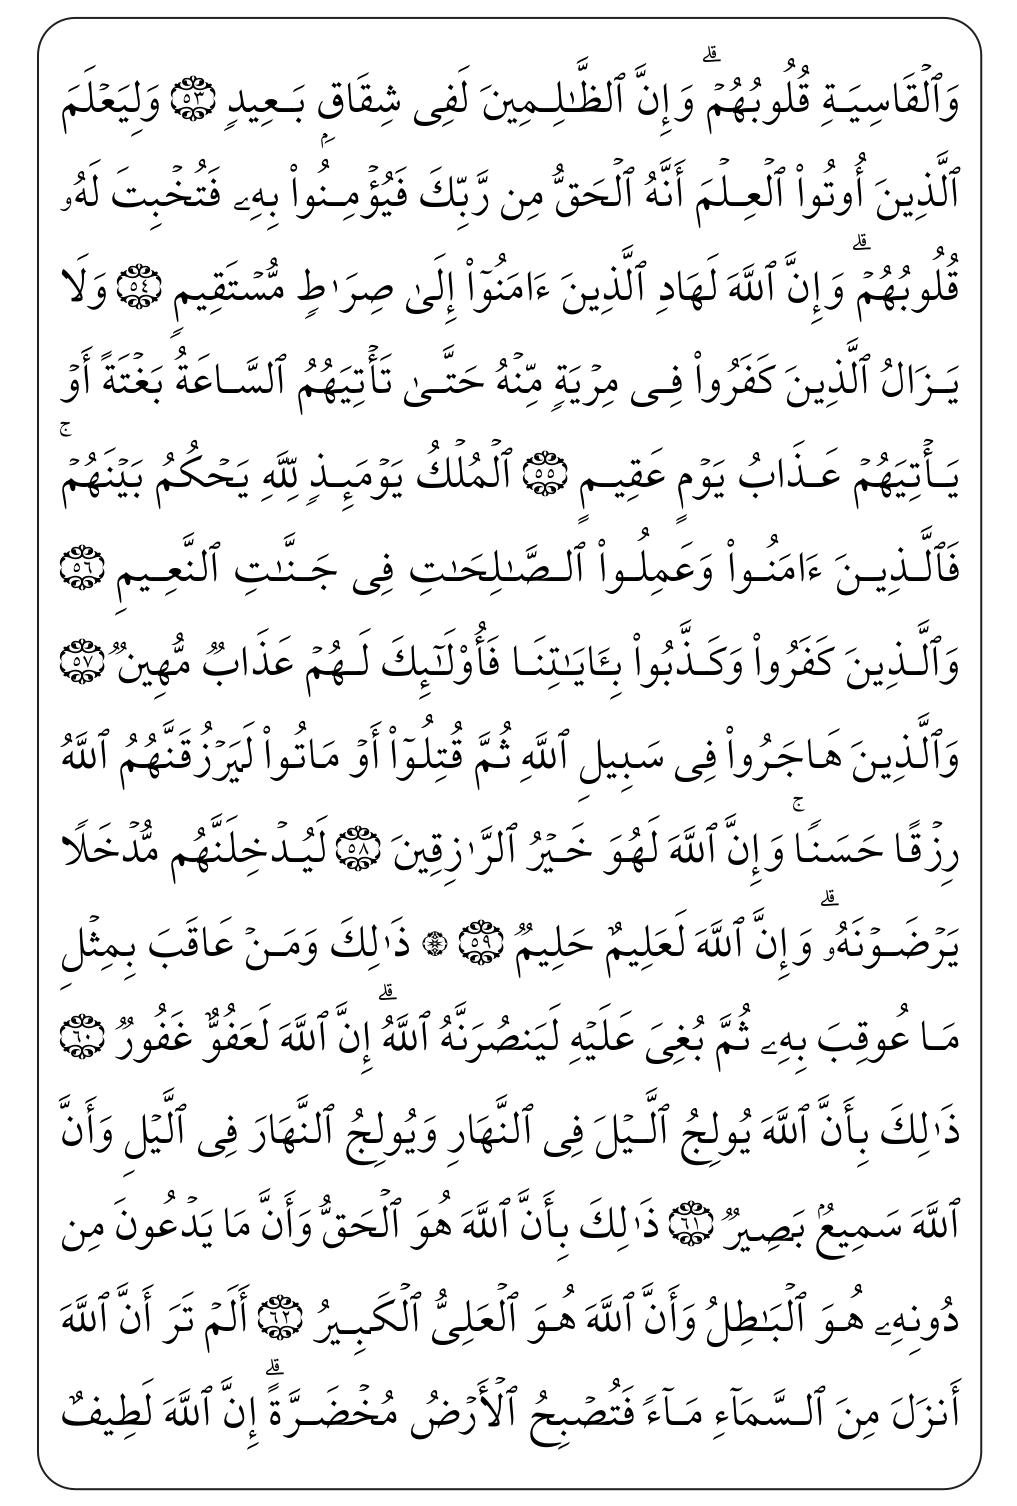 وَٱلۡقَاسِيَةِ قُلُوبُهُمۡۗ وَإِنَّ ٱلظَّٰلِمِينَ لَفِى شِقَاقِۭ بَعِيدٖ ٥٣ وَلِيَعۡلَمَ
ٱلَّذِينَ أُوتُواْ ٱلۡعِلۡمَ أَنَّهُ ٱلۡحَقُّ مِن رَّبِّكَ فَيُؤۡمِنُواْ بِهِۦ فَتُخۡبِتَ لَهُۥ
قُلُوبُهُمۡۗ وَإِنَّ ٱللَّهَ لَهَادِ ٱلَّذِينَ ءَامَنُوٓاْ إِلَىٰ صِرَٰطٖ مُّسۡتَقِيمٖ ٥٤ وَلَا
يَزَالُ ٱلَّذِينَ كَفَرُواْ فِى مِرۡيَةٖ مِّنۡهُ حَتَّىٰ تَأۡتِيَهُمُ ٱلسَّاعَةُ بَغۡتَةً أَوۡ
يَأۡتِيَهُمۡ عَذَابُ يَوۡمٍ عَقِيمٍ ٥٥ ٱلۡمُلۡكُ يَوۡمَئِذٖ لِّلَّهِ يَحۡكُمُ بَيۡنَهُمۡۚ
فَٱلَّذِينَ ءَامَنُواْ وَعَمِلُواْ ٱلصَّٰلِحَٰتِ فِى جَنَّٰتِ ٱلنَّعِيمِ ٥٦
وَٱلَّذِينَ كَفَرُواْ وَكَذَّبُواْ بِـَٔايَٰتِنَا فَأُوْلَٰٓئِكَ لَهُمۡ عَذَابٞ مُّهِينٞ ٥٧
وَٱلَّذِينَ هَاجَرُواْ فِى سَبِيلِ ٱللَّهِ ثُمَّ قُتِلُوٓاْ أَوۡ مَاتُواْ لَيَرۡزُقَنَّهُمُ ٱللَّهُ
رِزۡقًا حَسَنٗاۚ وَإِنَّ ٱللَّهَ لَهُوَ خَيۡرُ ٱلرَّٰزِقِينَ ٥٨ لَيُدۡخِلَنَّهُم مُّدۡخَلٗا
يَرۡضَوۡنَهُۥۗ وَإِنَّ ٱللَّهَ لَعَلِيمٌ حَلِيمٞ ٥٩ ۞ ذَٰلِكَ وَمَنۡ عَاقَبَ بِمِثۡلِ
مَا عُوقِبَ بِهِۦ ثُمَّ بُغِىَ عَلَيۡهِ لَيَنصُرَنَّهُ ٱللَّهُۗ إِنَّ ٱللَّهَ لَعَفُوٌّ غَفُورٞ ٦٠
ذَٰلِكَ بِأَنَّ ٱللَّهَ يُولِجُ ٱلَّيۡلَ فِى ٱلنَّهَارِ وَيُولِجُ ٱلنَّهَارَ فِى ٱلَّيۡلِ وَأَنَّ
ٱللَّهَ سَمِيعُۢ بَصِيرٞ ٦١ ذَٰلِكَ بِأَنَّ ٱللَّهَ هُوَ ٱلۡحَقُّ وَأَنَّ مَا يَدۡعُونَ مِن
دُونِهِۦ هُوَ ٱلۡبَٰطِلُ وَأَنَّ ٱللَّهَ هُوَ ٱلۡعَلِىُّ ٱلۡكَبِيرُ ٦٢ أَلَمۡ تَرَ أَنَّ ٱللَّهَ
أَنزَلَ مِنَ ٱلسَّمَآءِ مَآءٗ فَتُصۡبِحُ ٱلۡأَرۡضُ مُخۡضَرَّةًۗ إِنَّ ٱللَّهَ لَطِيفٌ